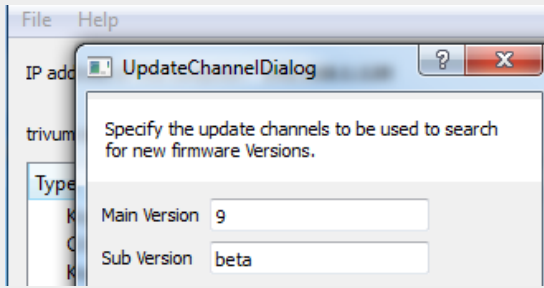 File Help
IP add
UpdateChannelDialog
?
X
trivum
Specify the update channels to be used to search
for new firmware Versions.
Type
K
Main Version 9
C
Sub Version beta
K